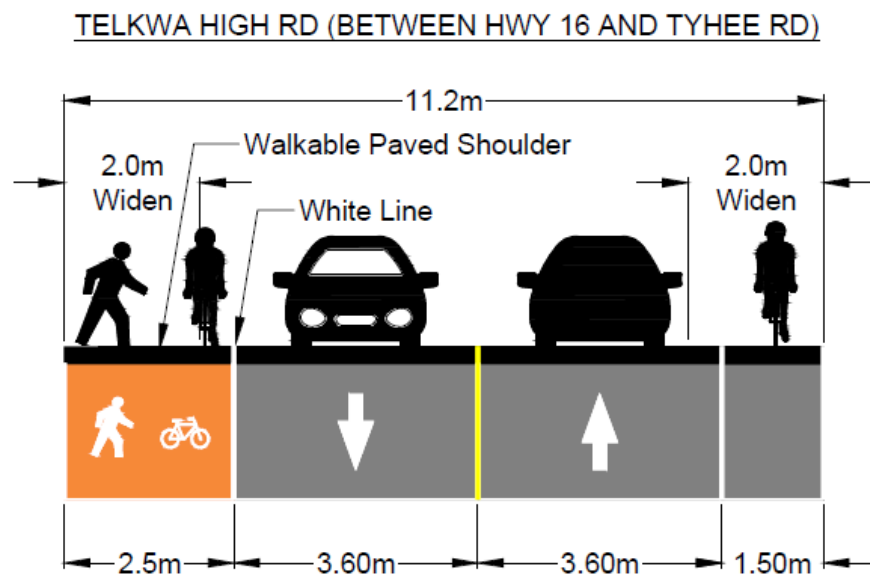 TELKWA HIGH RD (BETWEEN HWY 16 AND TYHEE RD)
11.2m
Walkable Paved Shoulder
2.0m
Widen
2.0m
Widen
White Line
2.5m
3.60m
3.60m
1.50m